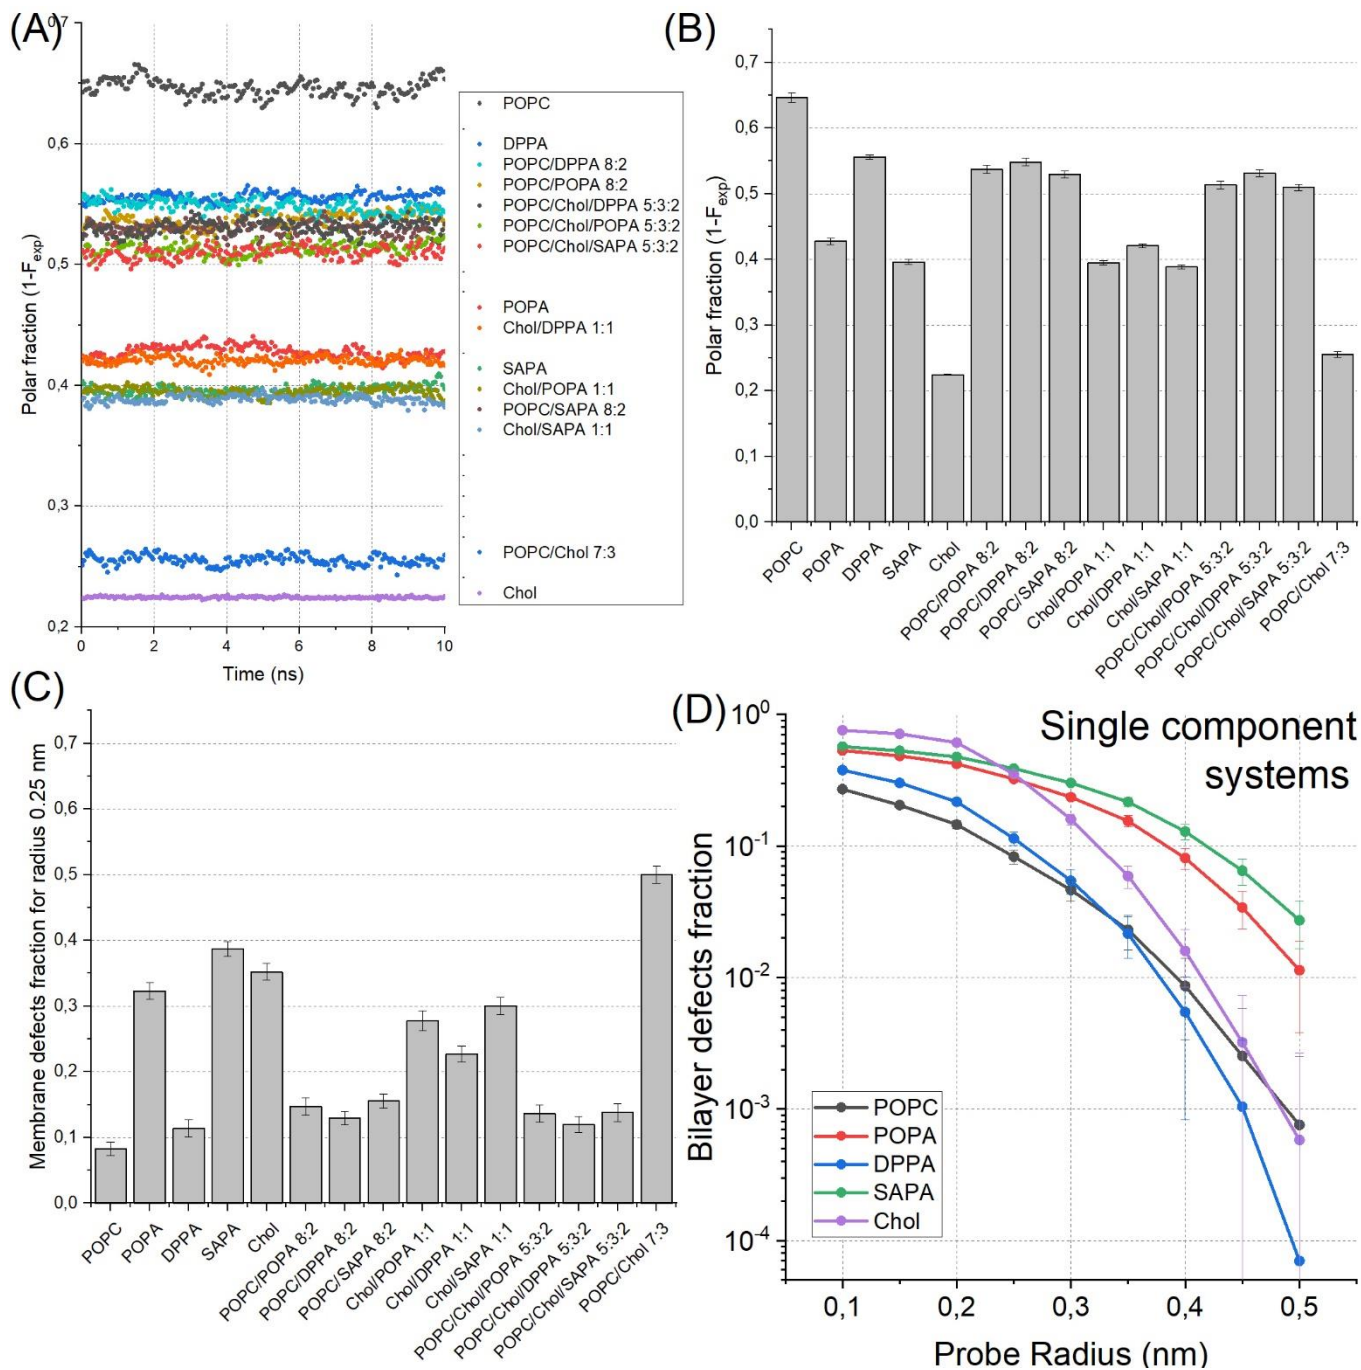 (A)
Polar fraction (1-Fexp)
0,7
0,6
0,5
0,4
0,3
0,2
0
2
4
6
8
10
Time (ns)
POPC
DPPA
POPC/DPPA 8:2
POPC/POPA 8:2
POPC/Chol/DPPA 5:3:2
POPC/Chol/POPA 5:3:2
POPC/Chol/SAPA 5:3:2
POPA
Chol/DPPA 1:1
SAPA
Chol/POPA 1:1
POPC/SAPA 8:2
Chol/SAPA 1:1
POPC/Chol 7:3
Chol
(B)
Polar fraction (1-Fexp)
0,7
0,6
0,5
0,4
0,3
0,2
0,1
0,0
POPC
POPA
DPPA
SAPA
Chol
POPC/POPA 8:2
POPC/DPPA 8:2
POPC/SAPA 8:2
Chol/POPA 1:1
Chol/DPPA 1:1
Chol/SAPA 1:1
POPC/Chol/POPA 5:3:2
POPC/Chol/DPPA 5:3:2
POPC/Chol/SAPA 5:3:2
POPC/Chol 7:3
(C)
Membrane defects fraction for radius 0.25 nm
0,7
0,6
0,5
0,4
0,3
0,2
0,1
0,0
POPC
POPA
DPPA
SAPA
Chol
POPC/POPA 8:2
POPC/DPPA 8:2
POPC/SAPA 8:2
Chol/POPA 1:1
Chol/DPPA 1:1
Chol/SAPA 1:1
POPC/Chol/POPA 5:3:2
POPC/Chol/DPPA 5:3:2
POPC/Chol/SAPA 5:3:2
POPC/Chol 7:3
(D)
Single component
systems
Bilayer defects fraction
10⁰
10⁻¹
10⁻²
10⁻³
10⁻⁴
POPC
POPA
DPPA
SAPA
Chol
0,1
0,2
0,3
0,4
0,5
Probe Radius (nm)